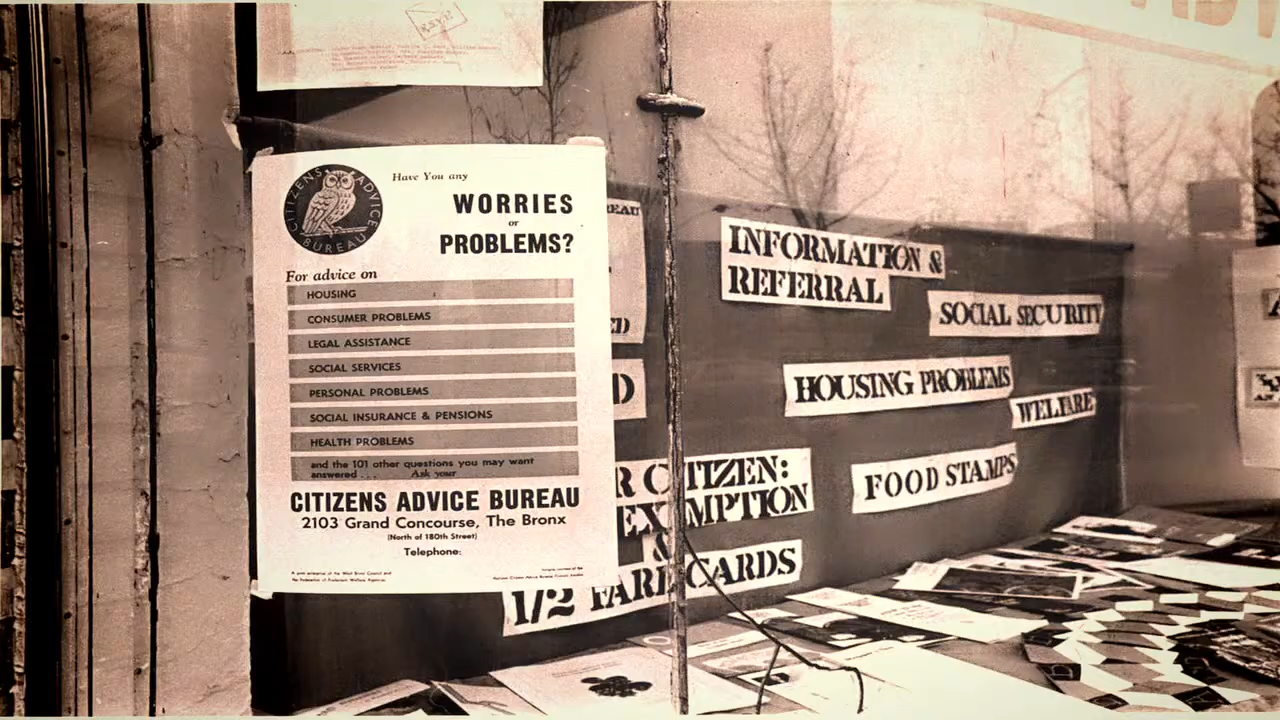 R.S.V.P.
CITIZENS ADVICE BUREAU
Have You any
WORRIES
or
PROBLEMS?
For advice on
HOUSING
CONSUMER PROBLEMS
LEGAL ASSISTANCE
SOCIAL SERVICES
PERSONAL PROBLEMS
SOCIAL INSURANCE & PENSIONS
HEALTH PROBLEMS
and the 101 other questions you may want
answered . . . Ask your
CITIZENS ADVICE BUREAU
2103 Grand Concourse, The Bronx
(North of 180th Street)
Telephone:
EAU
ED
D
R CITIZEN:
EXEMPTION
&
1/2 FARE CARDS
INFORMATION &
REFERRAL
SOCIAL SECURITY
HOUSING PROBLEMS
WELFARE
FOOD STAMPS